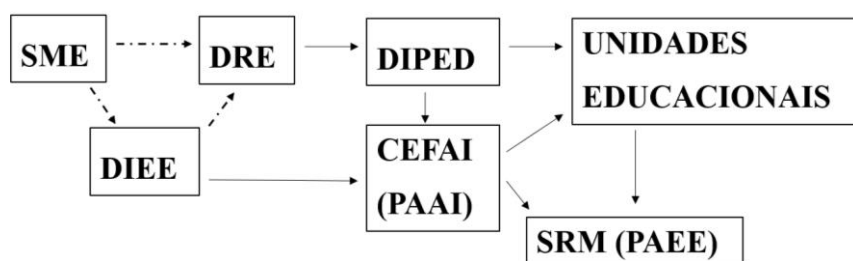 SME
DRE
DIPED
UNIDADES
EDUCACIONAIS
DIEE
CEFAI
(PAAI)
SRM (PAEE)